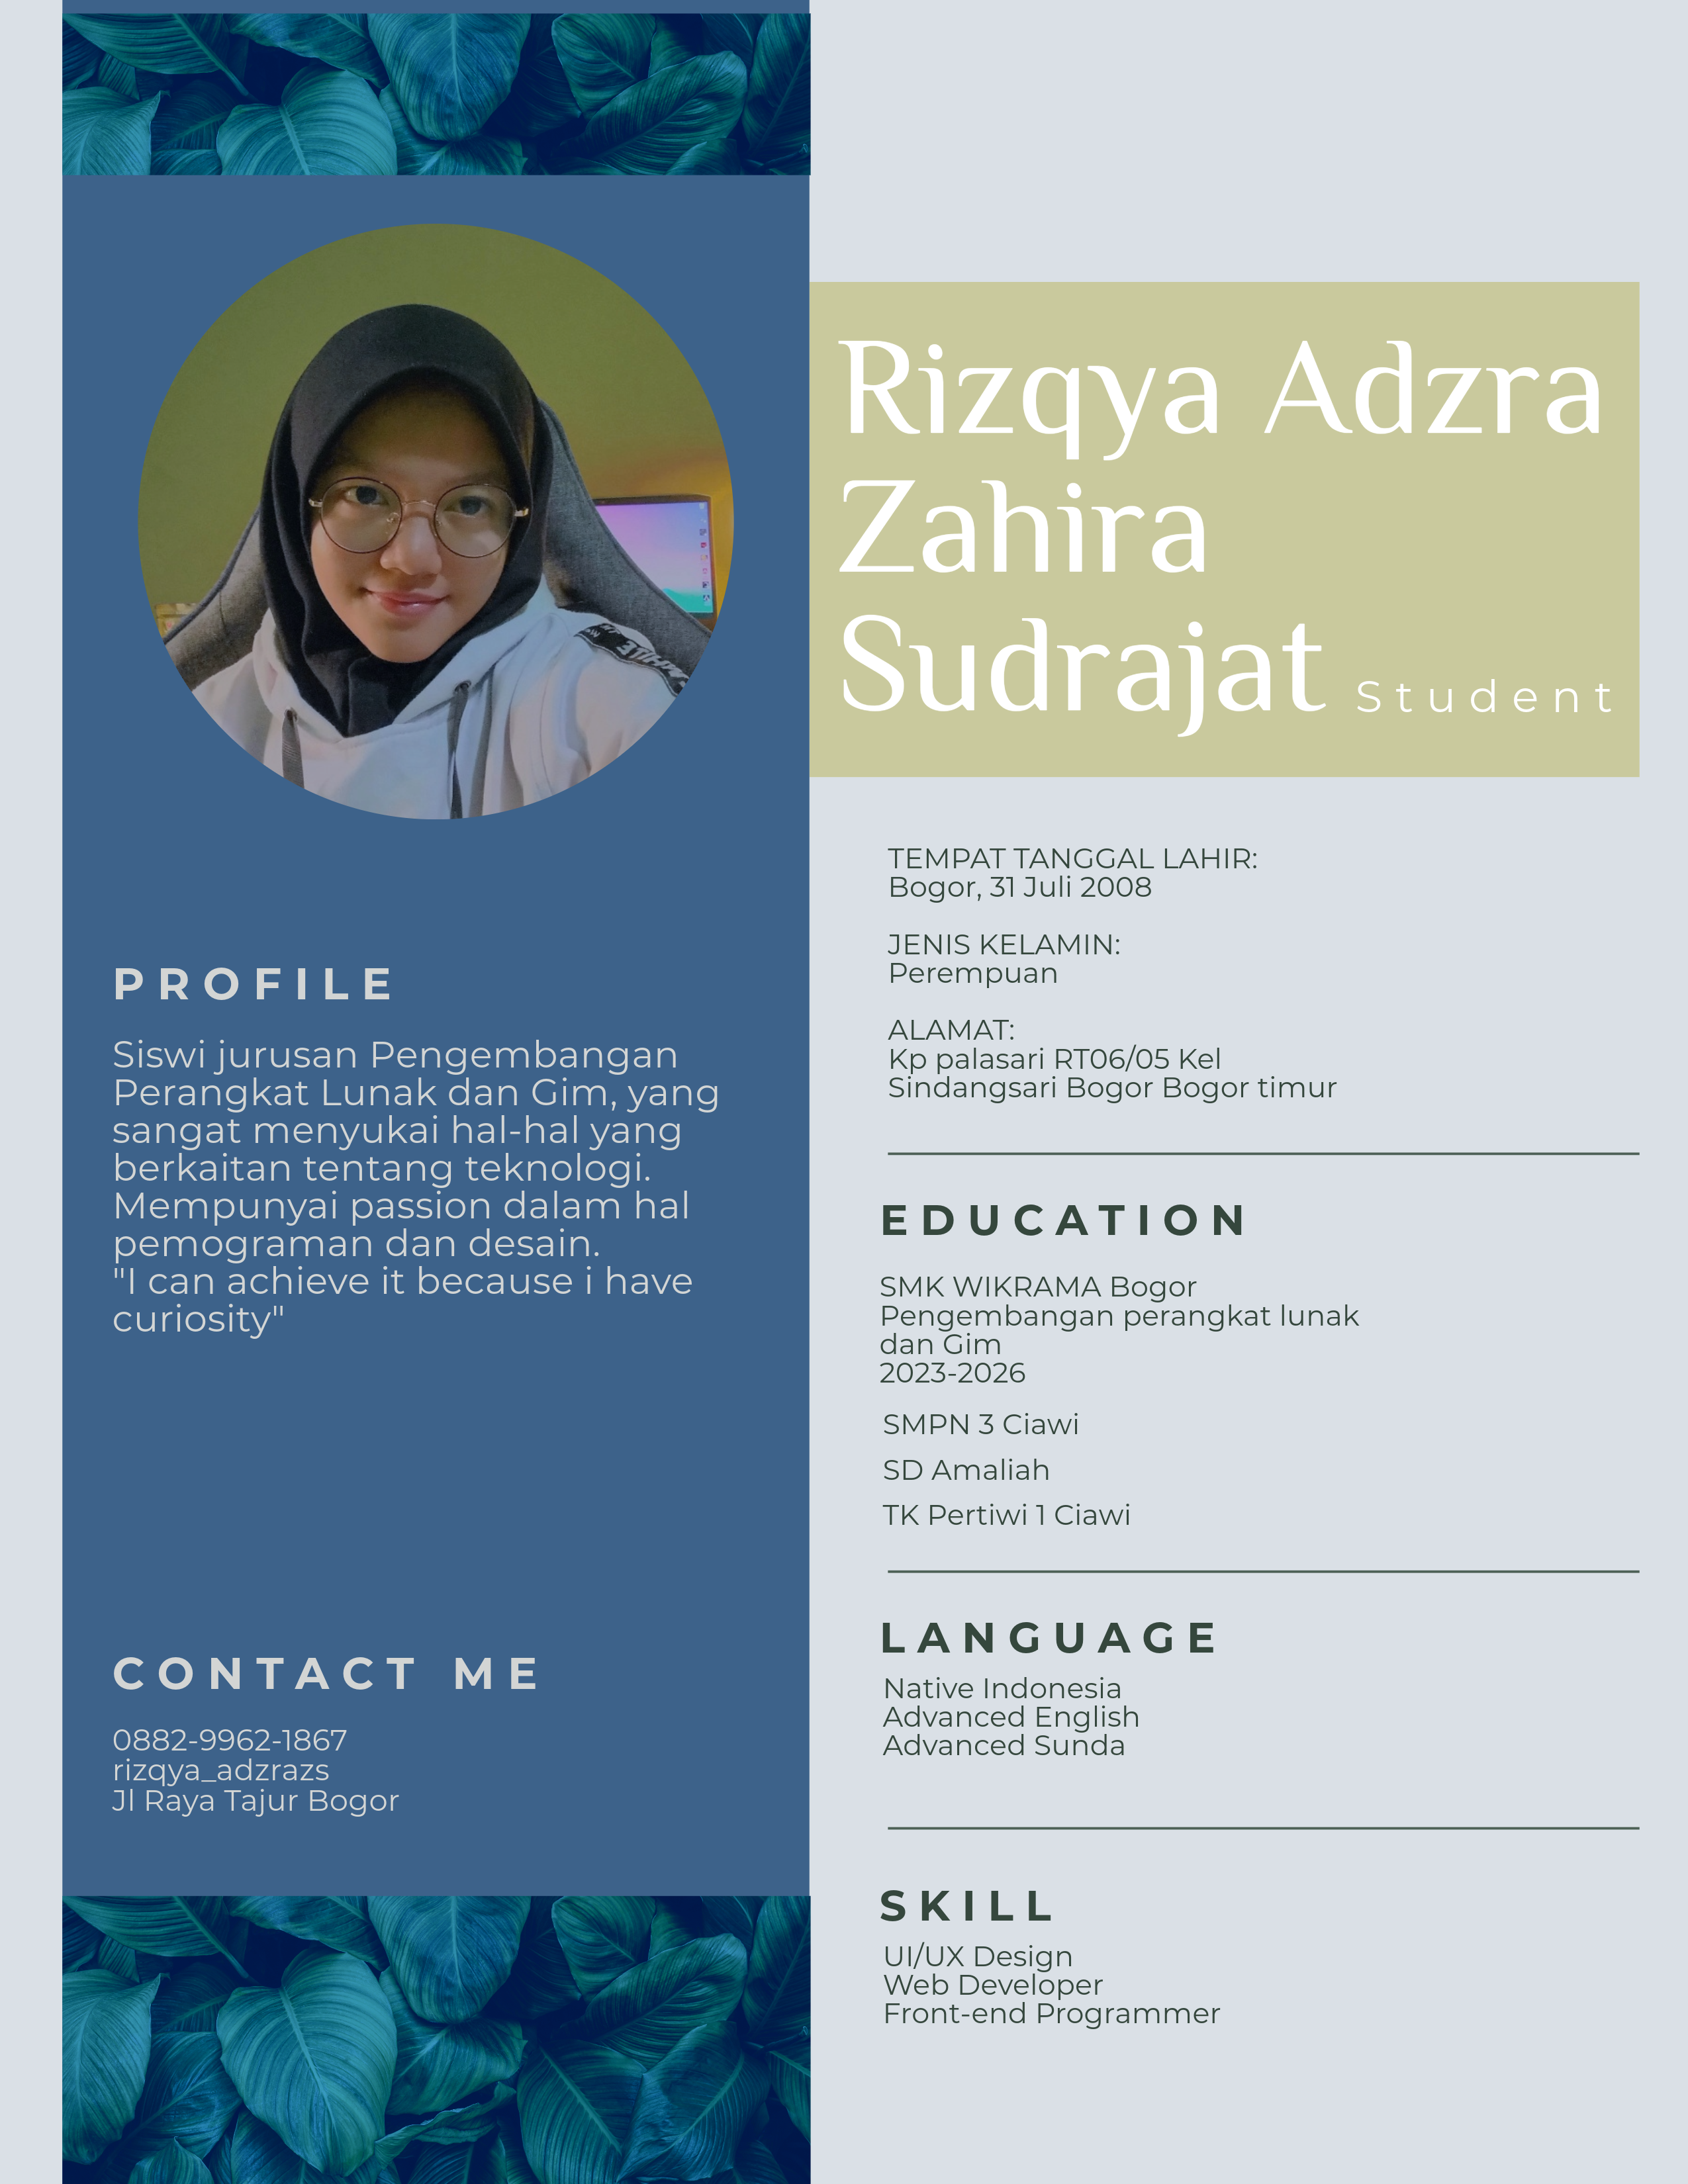 Rizqya Adzra
Zahira
Sudrajat Student
PROFILE
Siswi jurusan Pengembangan
Perangkat Lunak dan Gim, yang
sangat menyukai hal-hal yang
berkaitan tentang teknologi.
Mempunyai passion dalam hal
pemograman dan desain.
"I can achieve it because i have
curiosity"
CONTACT ME
0882-9962-1867
rizqya_adzrazs
Jl Raya Tajur Bogor
TEMPAT TANGGAL LAHIR:
Bogor, 31 Juli 2008
JENIS KELAMIN:
Perempuan
ALAMAT:
Kp palasari RT06/05 Kel
Sindangsari Bogor Bogor timur
EDUCATION
SMK WIKRAMA Bogor
Pengembangan perangkat lunak
dan Gim
2023-2026
SMPN 3 Ciawi
SD Amaliah
TK Pertiwi 1 Ciawi
LANGUAGE
Native Indonesia
Advanced English
Advanced Sunda
SKILL
UI/UX Design
Web Developer
Front-end Programmer